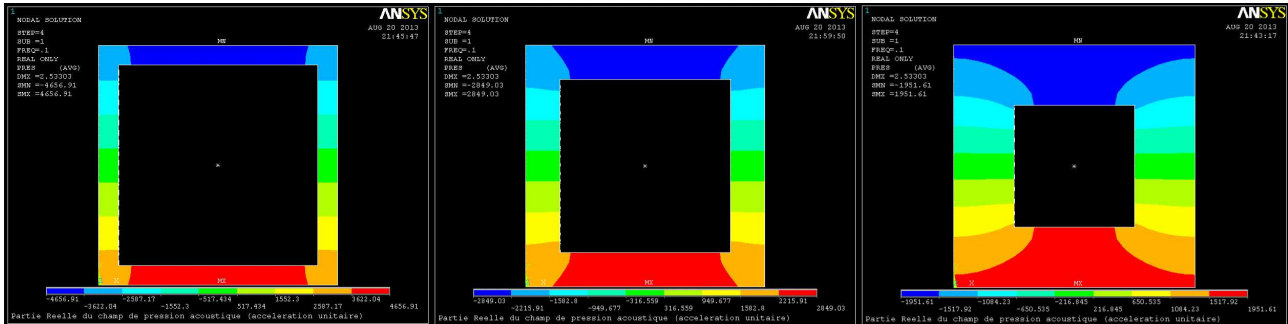 1
NODAL SOLUTION
STEP=4
SUB =1
FREQ=.1
REAL ONLY
PRES (AVG)
DMX =2.53303
SMN =-4656.91
SMX =4656.91
ANSYS
AUG 20 2013
21:45:47
MN
MX
X
-4656.91 -2587.17 -517.434 1552.3 3622.04
-3622.04 -1552.3 517.434 2587.17 4656.91
Partie Reelle du champ de pression acoustique (acceleration unitaire)
1
NODAL SOLUTION
STEP=4
SUB =1
FREQ=.1
REAL ONLY
PRES (AVG)
DMX =2.53303
SMN =-2849.03
SMX =2849.03
ANSYS
AUG 20 2013
21:59:50
MN
MX
X
-2849.03 -1582.8 -316.559 949.677 2215.91
-2215.91 -949.677 316.559 1582.8 2849.03
Partie Reelle du champ de pression acoustique (acceleration unitaire)
1
NODAL SOLUTION
STEP=4
SUB =1
FREQ=.1
REAL ONLY
PRES (AVG)
DMX =2.53303
SMN =-1951.61
SMX =1951.61
ANSYS
AUG 20 2013
21:43:17
MN
MX
X
-1951.61 -1084.23 -216.845 650.535 1517.92
-1517.92 -650.535 216.845 1084.23 1951.61
Partie Reelle du champ de pression acoustique (acceleration unitaire)